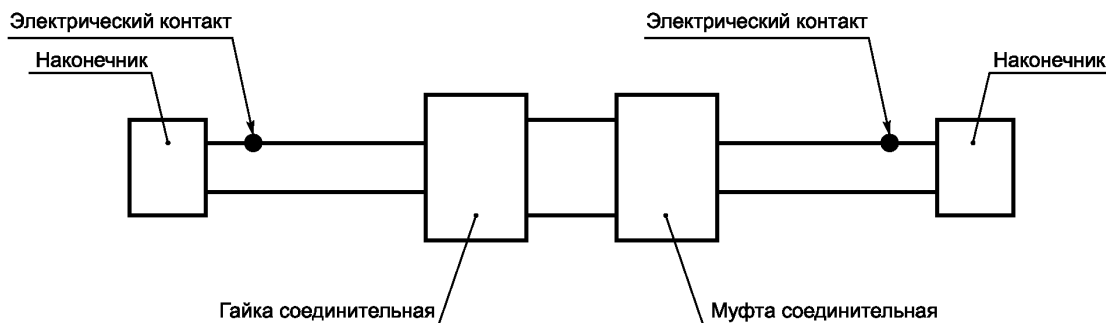 Электрический контакт
Электрический контакт
Наконечник
Наконечник
Гайка соединительная
Муфта соединительная